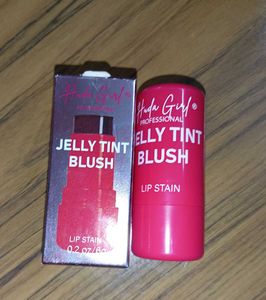 Huda Girl®
JELLY TINT
BLUSH
LIP STAIN
Huda Girl®
PROFESSIONAL
JELLY TINT
BLUSH
LIP STAIN